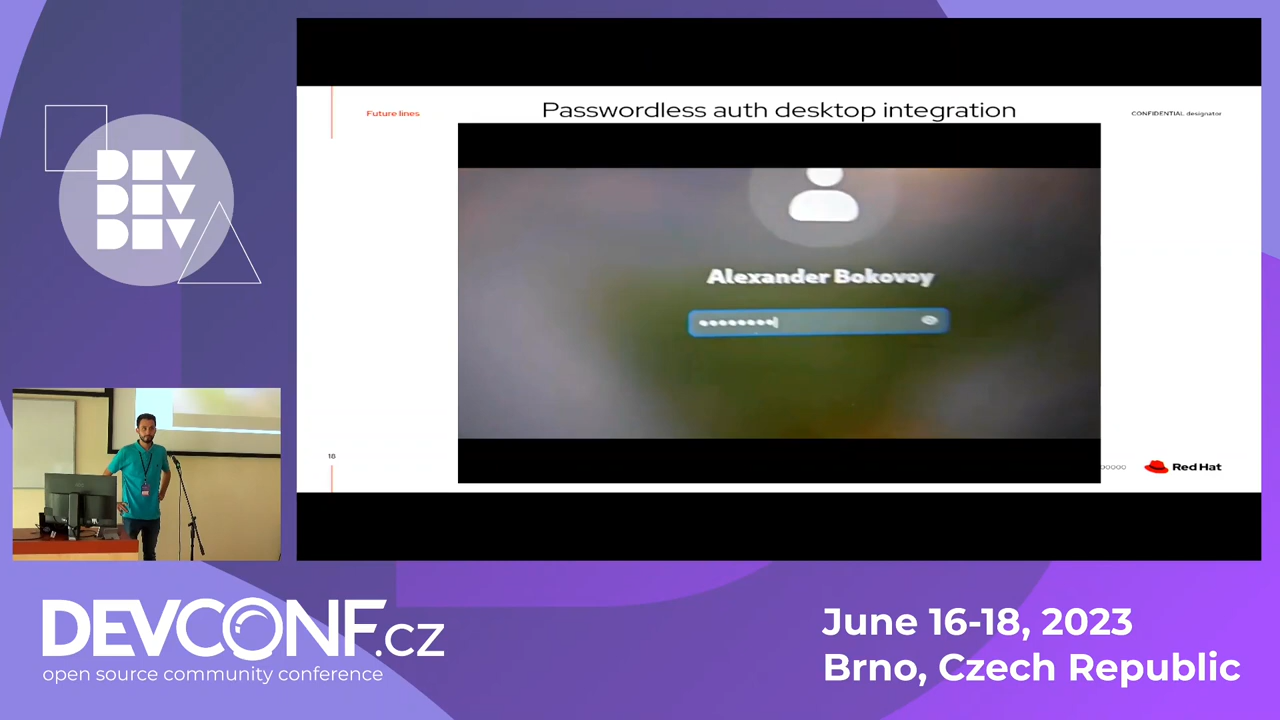 DEV
DEV
DEV
Future lines
Passwordless auth desktop integration
CONFIDENTIAL designator
Alexander Bokovoy
18
Red Hat
DEVCONF.cz
open source community conference
June 16-18, 2023
Brno, Czech Republic